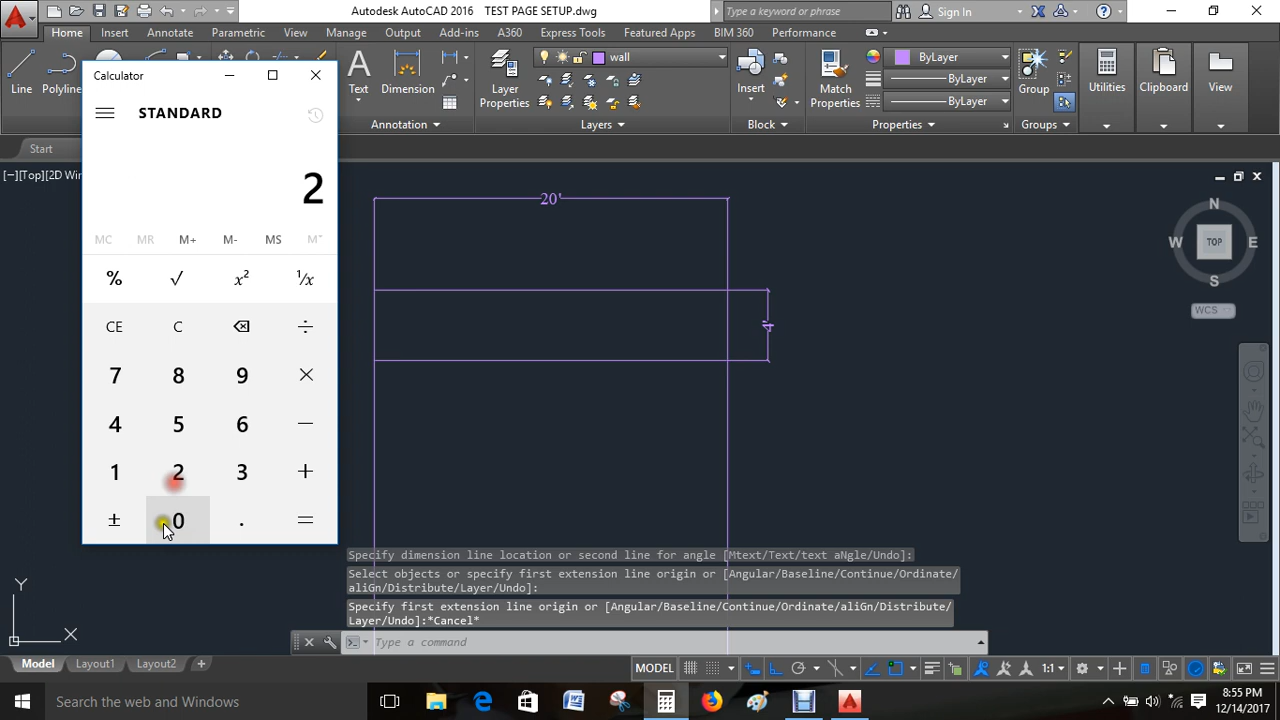 Autodesk AutoCAD 2016 TEST PAGE SETUP.dwg
Type a keyword or phrase
Sign In
Home Insert Annotate Parametric View Manage Output Add-ins A360 Express Tools Featured Apps BIM 360 Performance
Line
Polyline
Text
Dimension
Layer
Properties
wall
Insert
Match
Properties
ByLayer
ByLayer
ByLayer
Group
Utilities
Clipboard
View
Annotation
Layers
Block
Properties
Groups
Start
[−][Top][2D Wir
Calculator
STANDARD
2
MC MR M+ M- MS M˅
% √ x² ¹/x
CE C ÷
7 8 9 ×
4 5 6 −
1 2 3 +
± 0 . =
20'
4'
N
W TOP E
S
WCS
Specify dimension line location or second line for angle [Mtext/Text/text aNgle/Undo]:
Select objects or specify first extension line origin or [Angular/Baseline/Continue/Ordinate/
aliGn/Distribute/Layer/Undo]:
Specify first extension line origin or [Angular/Baseline/Continue/Ordinate/aliGn/Distribute/
Layer/Undo]:*Cancel*
Type a command
Y
X
Model Layout1 Layout2 +
MODEL
1:1
Search the web and Windows
8:55 PM
12/14/2017